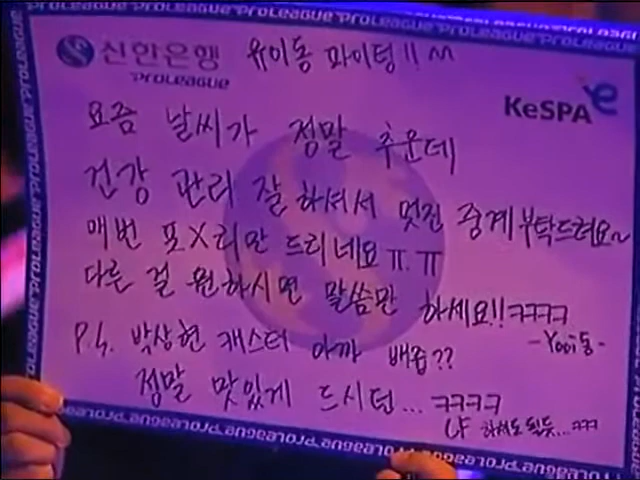 신한은행
PROLEAGUE
유이동 파이팅!! ^^
KeSPA
요즘 날씨가 정말 추운데
건강 관리 잘 하셔서 멋진 중계 부탁드려요~
매번 포X리만 드리네요 ㅠ.ㅠ
다른 걸 원하시면 말씀만 하세요!! ㅋㅋㅋ
-Yooi동-
P.S. 박상현 캐스터 아까 배즙??
정말 맛있게 드시던... ㅋㅋㅋㅋ
CF 하셔도 될듯... ㅋㅋㅋ